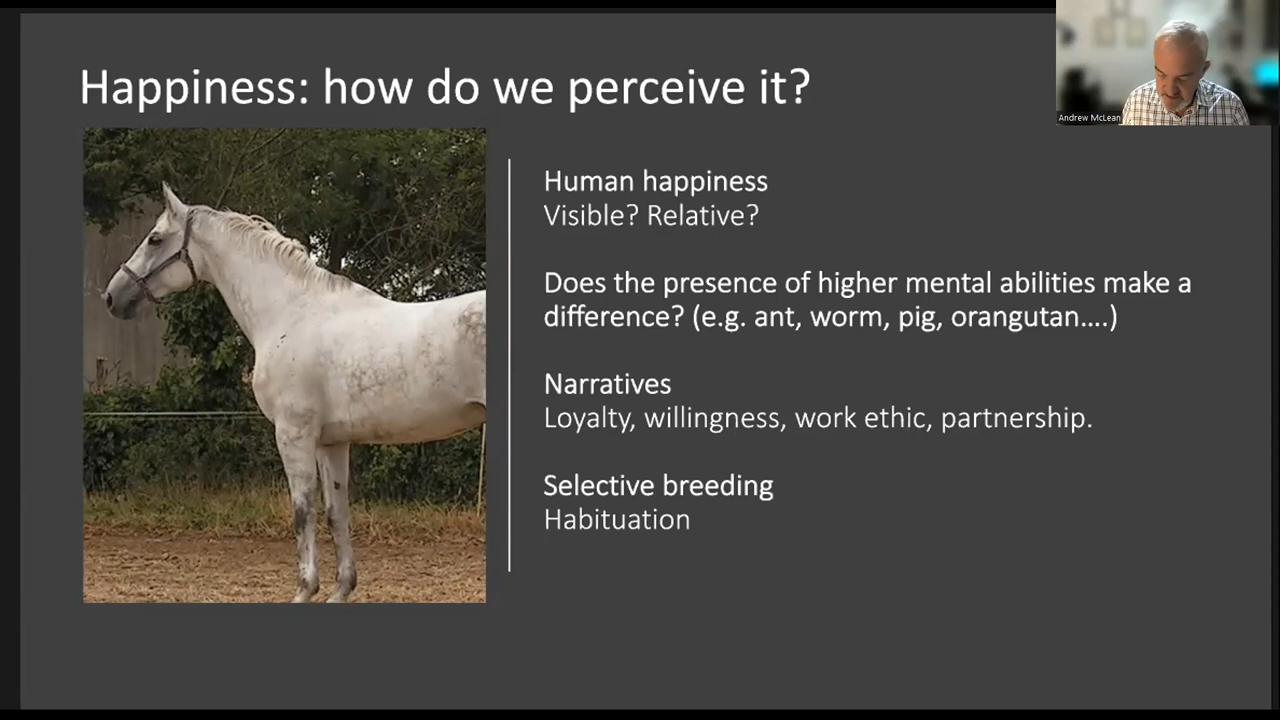 Happiness: how do we perceive it?
Andrew McLean
Human happiness
Visible? Relative?
Does the presence of higher mental abilities make a
difference? (e.g. ant, worm, pig, orangutan….)
Narratives
Loyalty, willingness, work ethic, partnership.
Selective breeding
Habituation